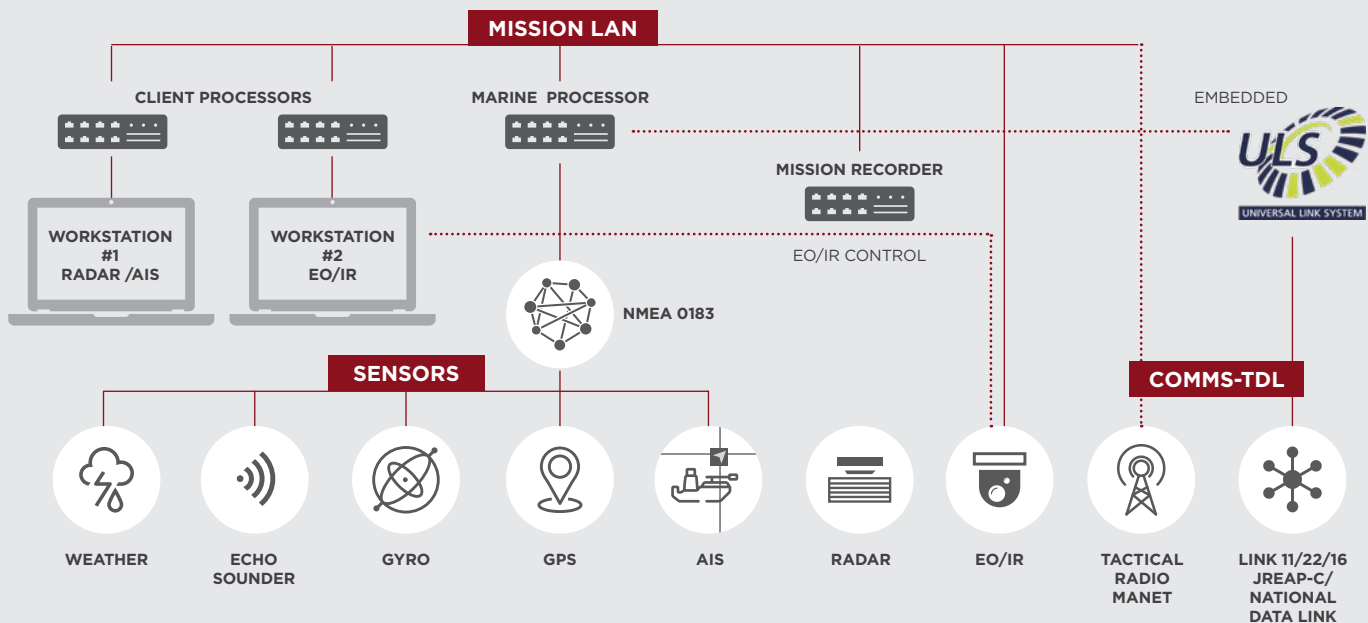 MISSION LAN
CLIENT PROCESSORS
MARINE PROCESSOR
EMBEDDED
ULS
UNIVERSAL LINK SYSTEM
MISSION RECORDER
WORKSTATION
#1
RADAR /AIS
WORKSTATION
#2
EO/IR
EO/IR CONTROL
NMEA 0183
SENSORS
COMMS-TDL
WEATHER
ECHO
SOUNDER
GYRO
GPS
AIS
RADAR
EO/IR
TACTICAL
RADIO
MANET
LINK 11/22/16
JREAP-C/
NATIONAL
DATA LINK